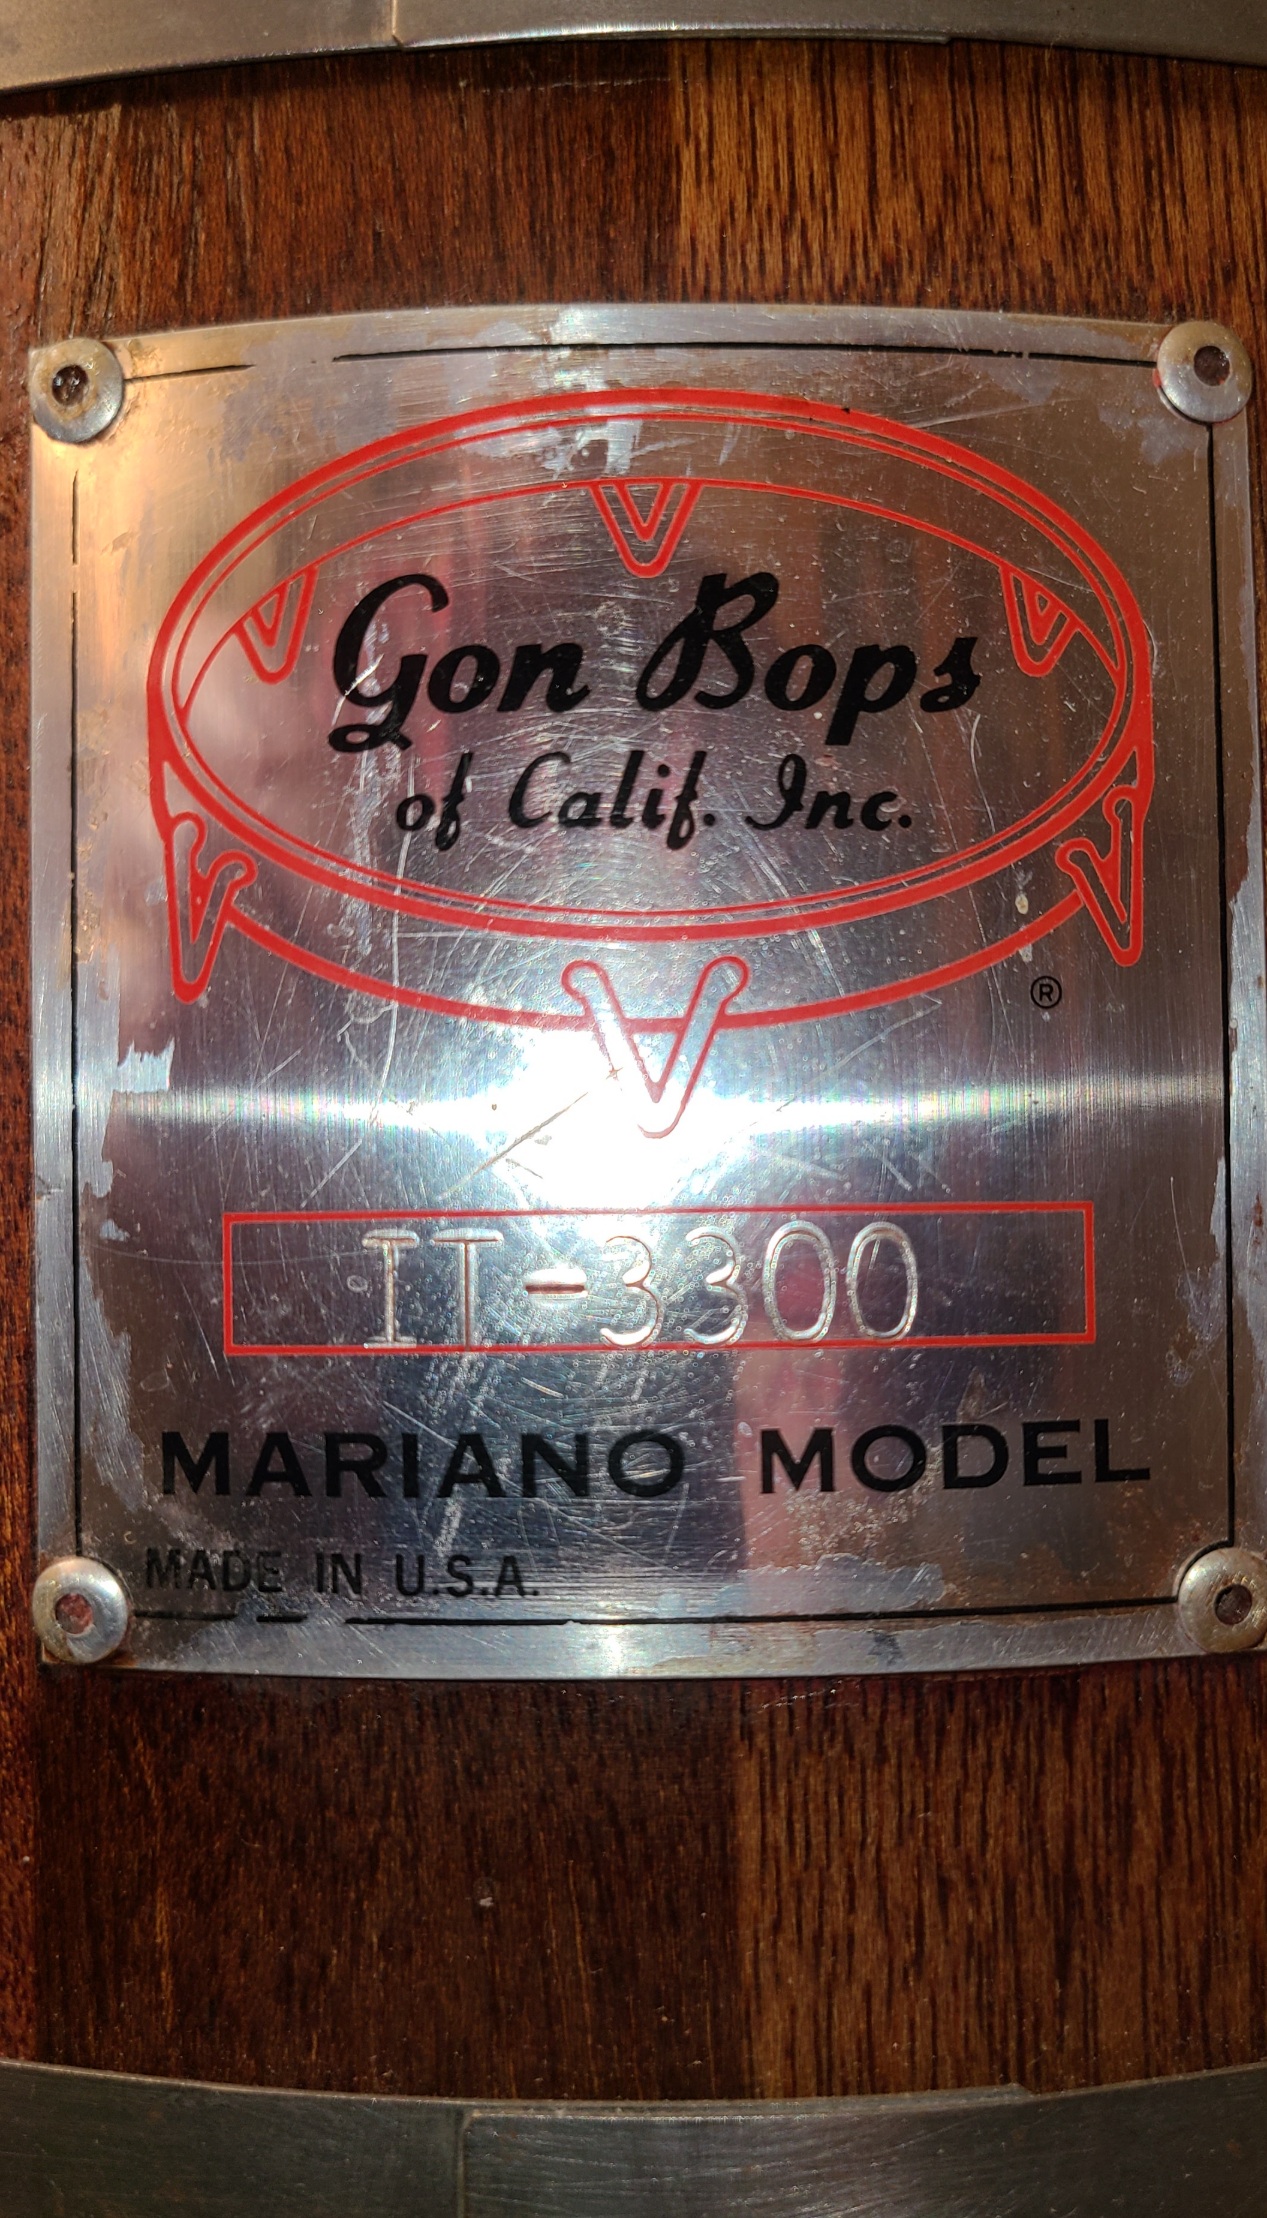 Gon Bops
of Calif. Inc.
®
IT-3300
MARIANO MODEL
MADE IN U.S.A.